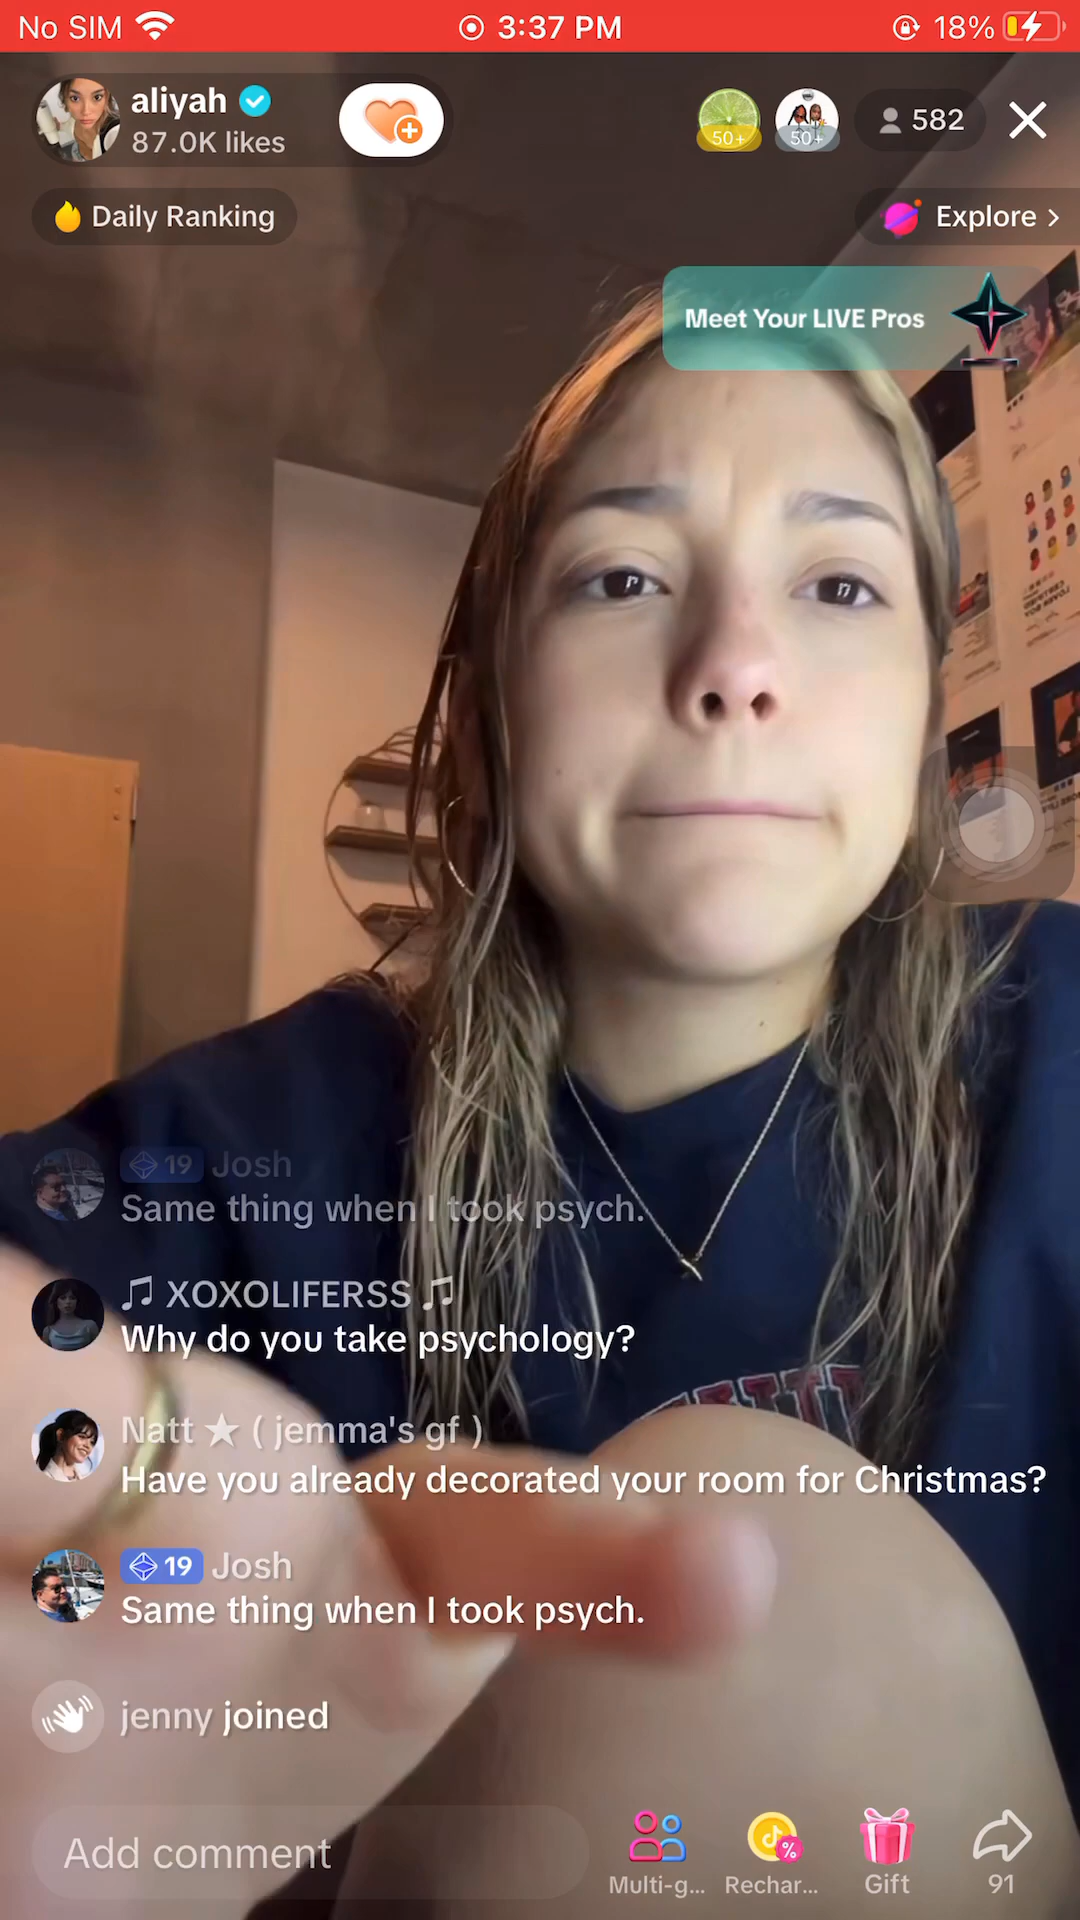 No SIM
3:37 PM
18%
aliyah
87.0K likes
50+
50+
582
Daily Ranking
Explore >
Meet Your LIVE Pros
19 Josh
Same thing when I took psych.
♫ XOXOLIFERSS ♫
Why do you take psychology?
Natt ★ ( jemma's gf )
Have you already decorated your room for Christmas?
19 Josh
Same thing when I took psych.
jenny joined
Add comment
Multi-g...
Rechar...
Gift
91